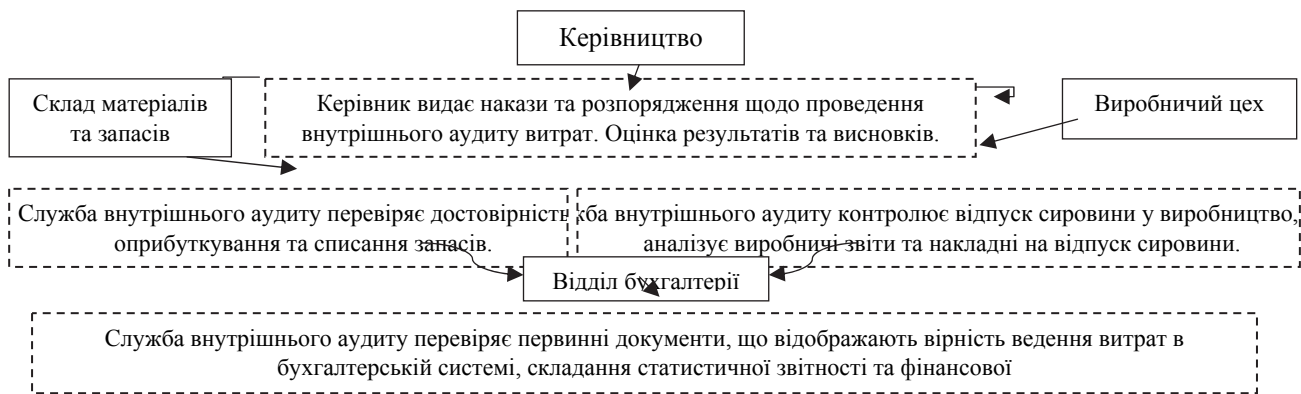 Керівництво
Склад матеріалів
та запасів
Керівник видає накази та розпорядження щодо проведення
внутрішнього аудиту витрат. Оцінка результатів та висновків.
Виробничий цех
Служба внутрішнього аудиту перевіряє достовірність
оприбуткування та списання запасів.
жба внутрішнього аудиту контролює відпуск сировини у виробництво,
аналізує виробничі звіти та накладні на відпуск сировини.
Відділ бухгалтерії
Служба внутрішнього аудиту перевіряє первинні документи, що відображають вірність ведення витрат в
бухгалтерській системі, складання статистичної звітності та фінансової